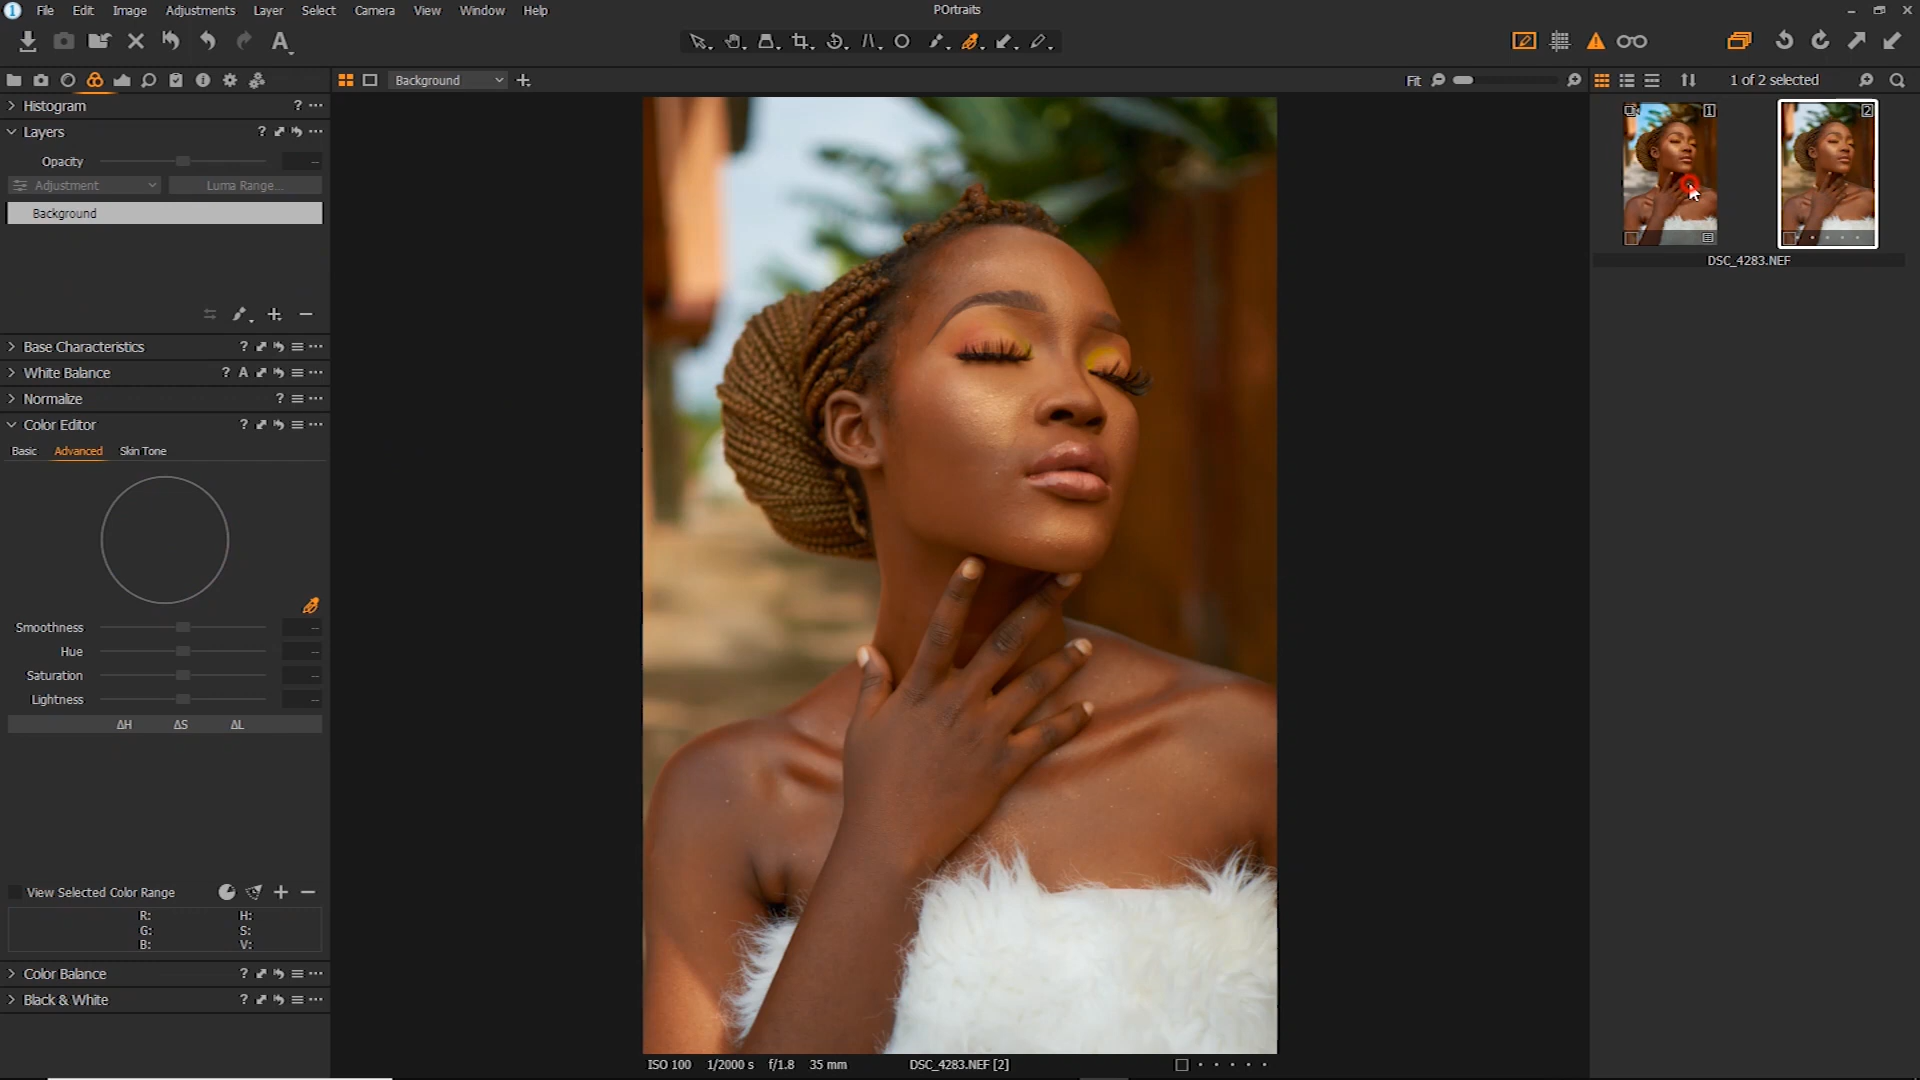 File Edit Image Adjustments Layer Select Camera View Window Help
POrtraits
Background
Fit
1 of 2 selected
Histogram
Layers
Opacity
Adjustment
Luma Range...
Background
Base Characteristics
White Balance
Normalize
Color Editor
Basic Advanced Skin Tone
Smoothness
Hue
Saturation
Lightness
ΔH ΔS ΔL
View Selected Color Range
R: H:
G: S:
B: V:
Color Balance
Black & White
1
2
DSC_4283.NEF
ISO 100 1/2000 s f/1.8 35 mm DSC_4283.NEF [2]